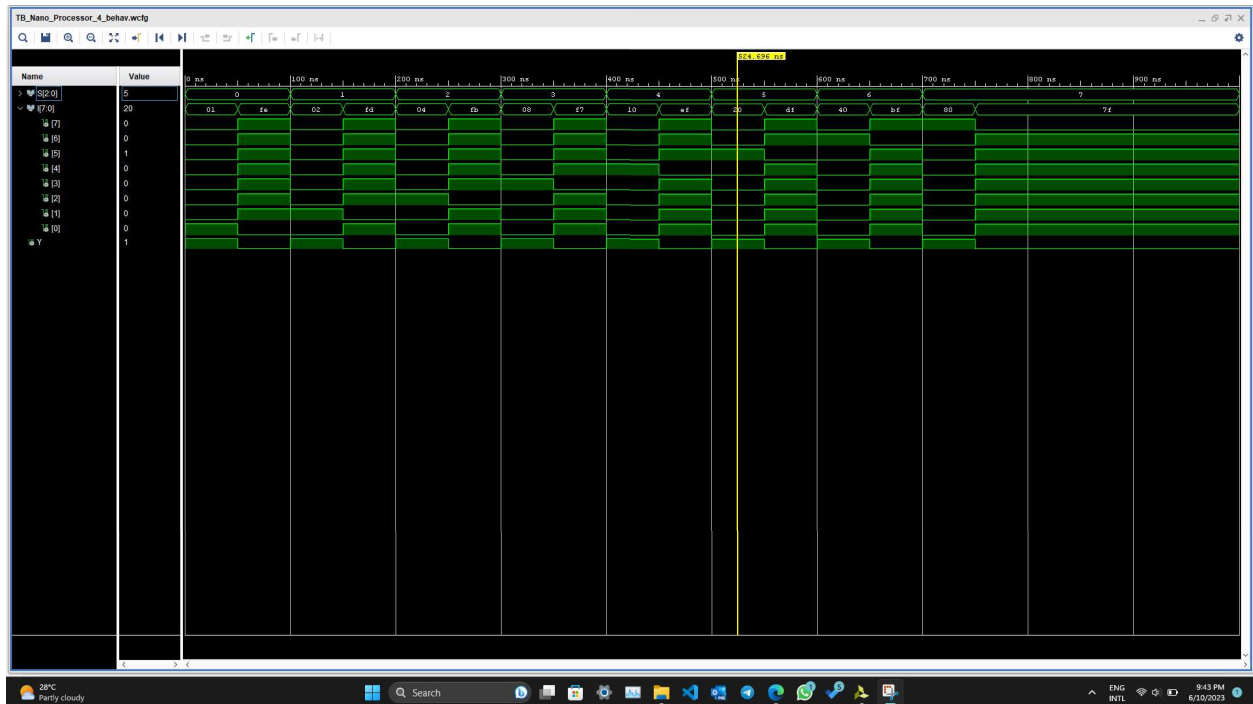 TB_Nano_Processor_4_behav.wcfg
524.696 ns
Name Value 0 ns 100 ns 200 ns 300 ns 400 ns 500 ns 600 ns 700 ns 800 ns 900 ns
S[2:0] 5 0 1 2 3 4 5 6 7
I[7:0] 20 01 fe 02 fd 04 fb 08 f7 10 ef 20 df 40 bf 80 7f
[7] 0
[6] 0
[5] 1
[4] 0
[3] 0
[2] 0
[1] 0
[0] 0
Y 1
28°C
Partly cloudy
Search
ENG
INTL
9:43 PM
6/10/2023